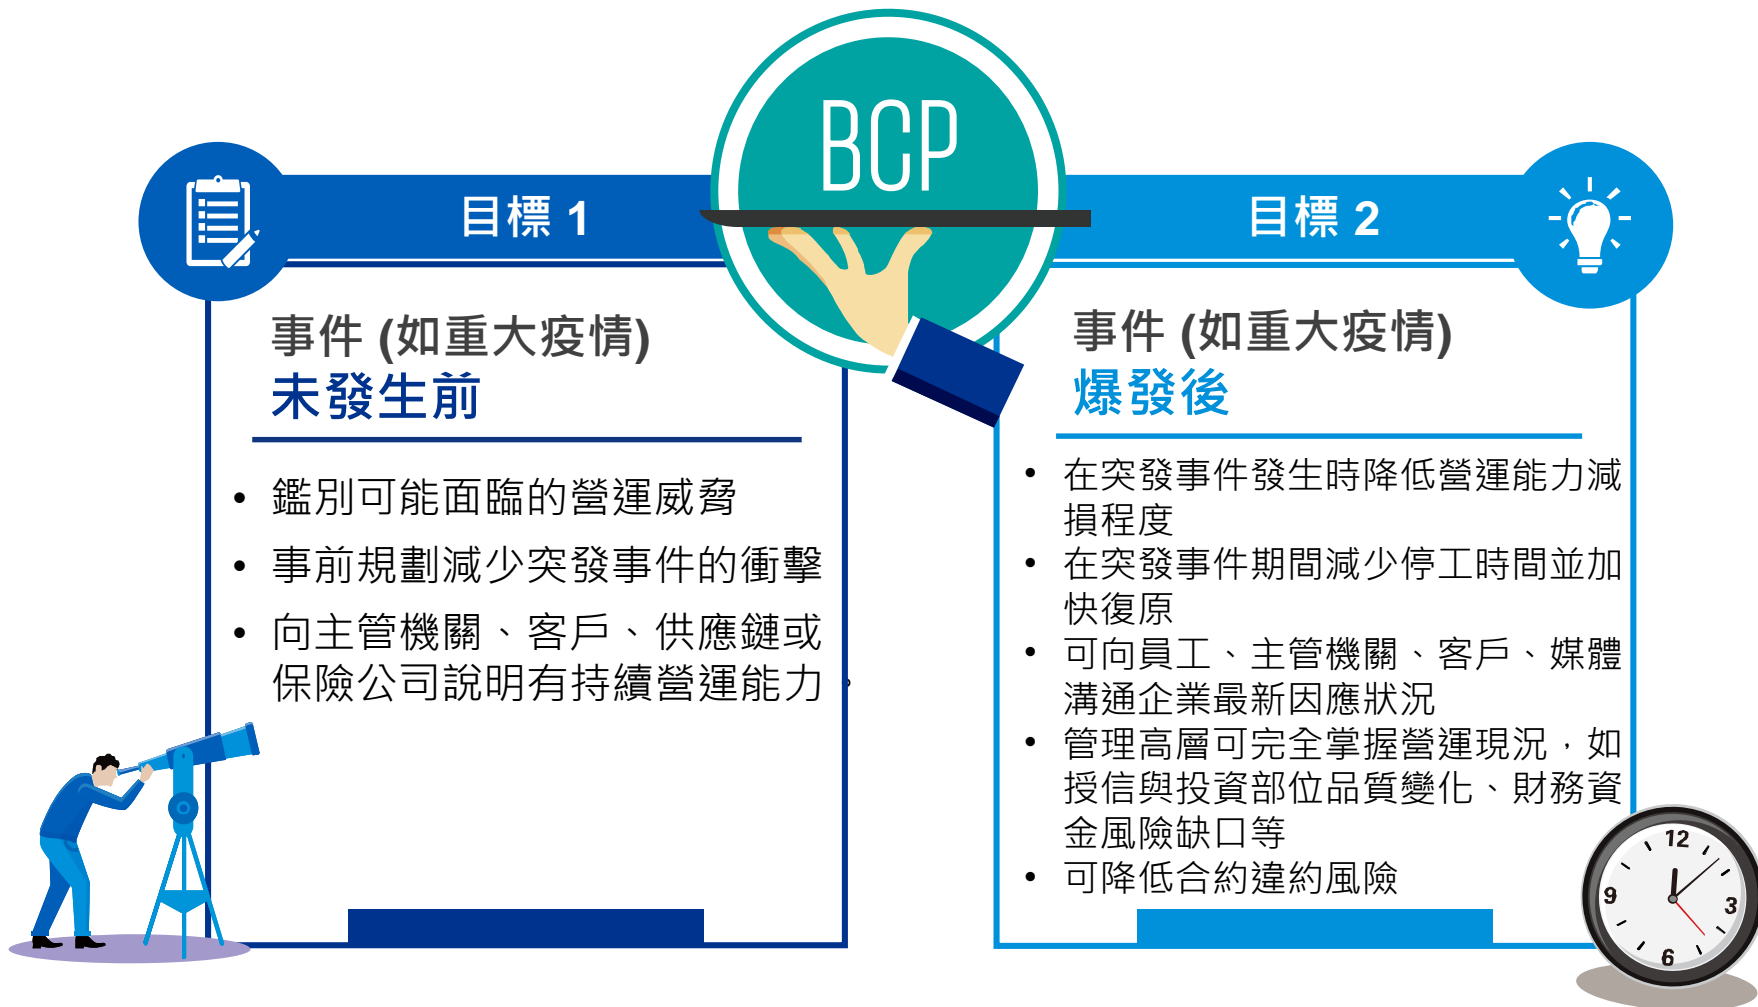 BCP
目標 1
事件 (如重大疫情)
未發生前
• 鑑別可能面臨的營運威脅
• 事前規劃減少突發事件的衝擊
• 向主管機關、客戶、供應鏈或
保險公司說明有持續營運能力。
目標 2
事件 (如重大疫情)
爆發後
• 在突發事件發生時降低營運能力減
損程度
• 在突發事件期間減少停工時間並加
快復原
• 可向員工、主管機關、客戶、媒體
溝通企業最新因應狀況
• 管理高層可完全掌握營運現況，如
授信與投資部位品質變化、財務資
金風險缺口等
• 可降低合約違約風險
12
9
3
6